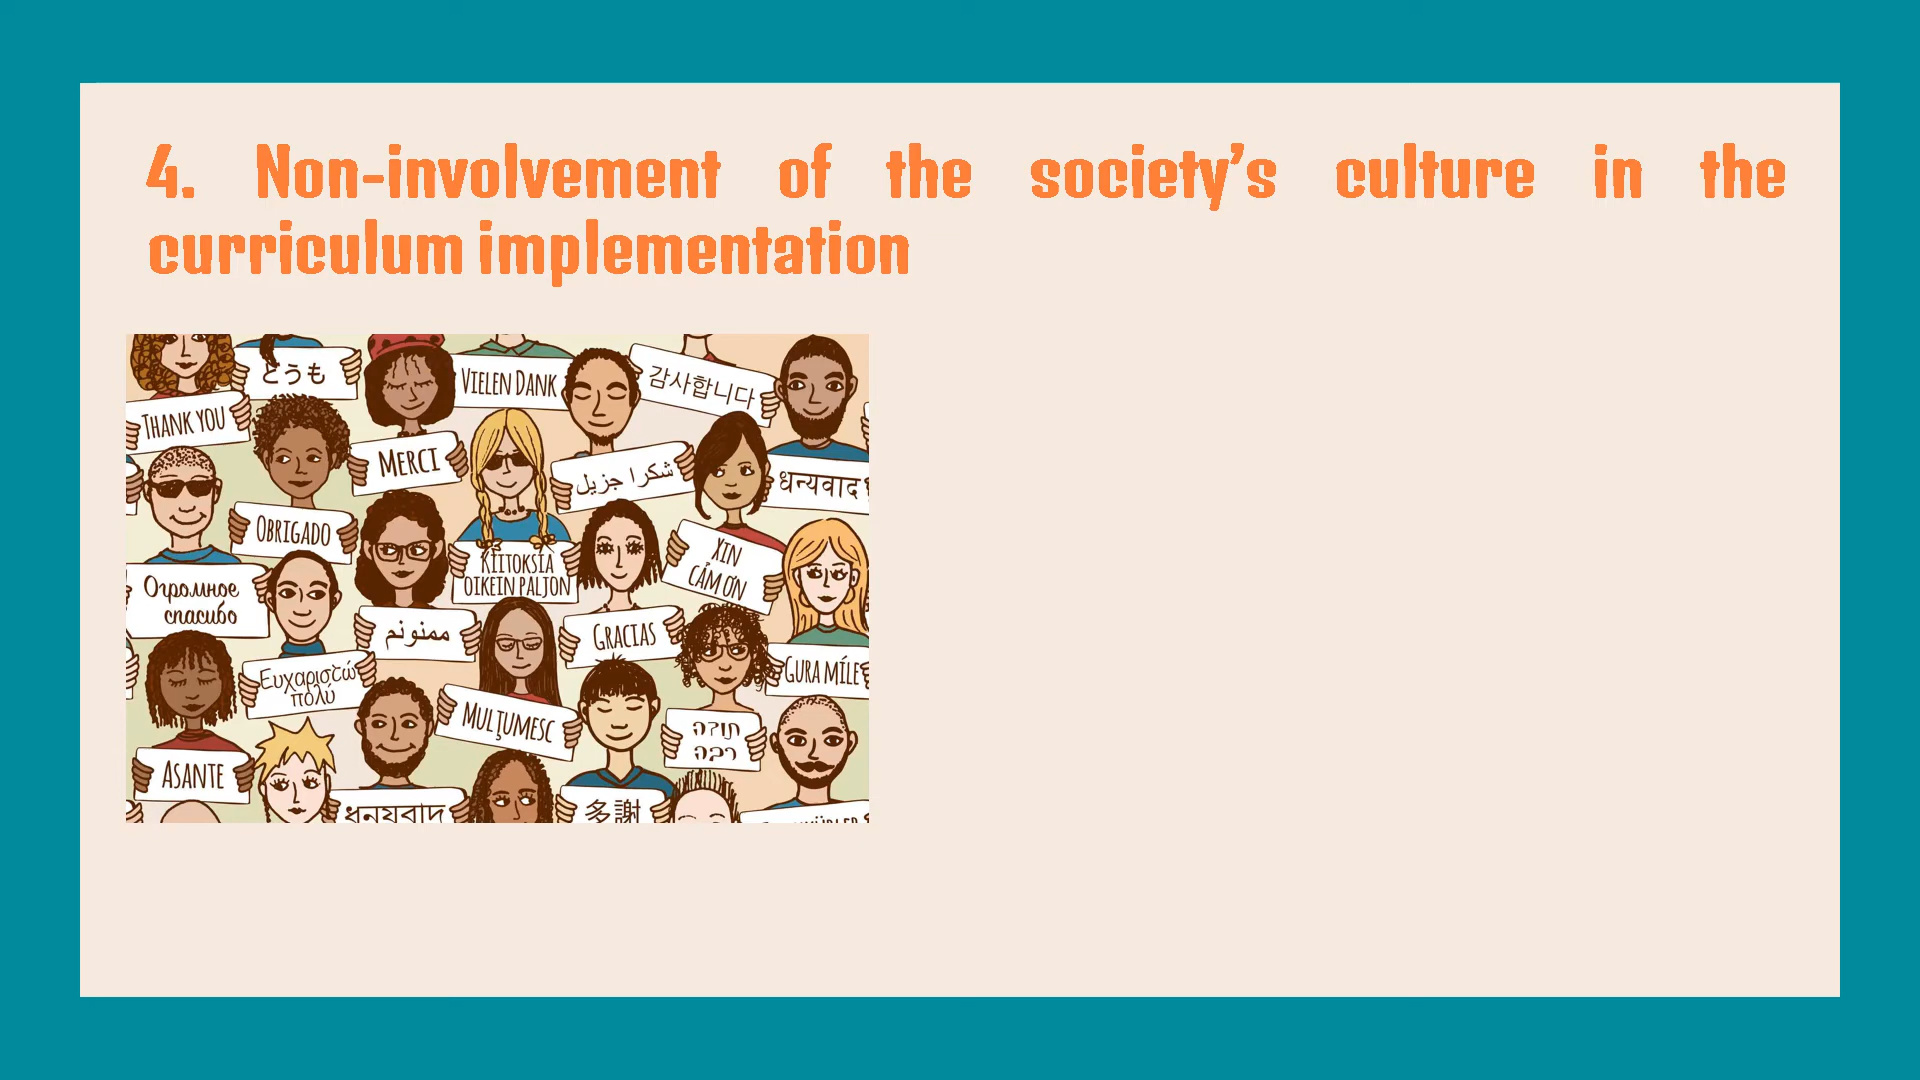 4. Non-involvement of the society's culture in the
curriculum implementation
どうも
VIELEN DANK
감사합니다
THANK YOU
MERCI
شكرا جزيل
धन्यवाद
OBRIGADO
KIITOKSIA
OIKEIN PALJON
XIN
CẢM ƠN
Огромное
спасибо
ممنونم
GRACIAS
GURA MÍLE
Ευχαριστώ
πολύ
MULŢUMESC
תודה
רבה
ASANTE
ধন্যবাদ
多謝